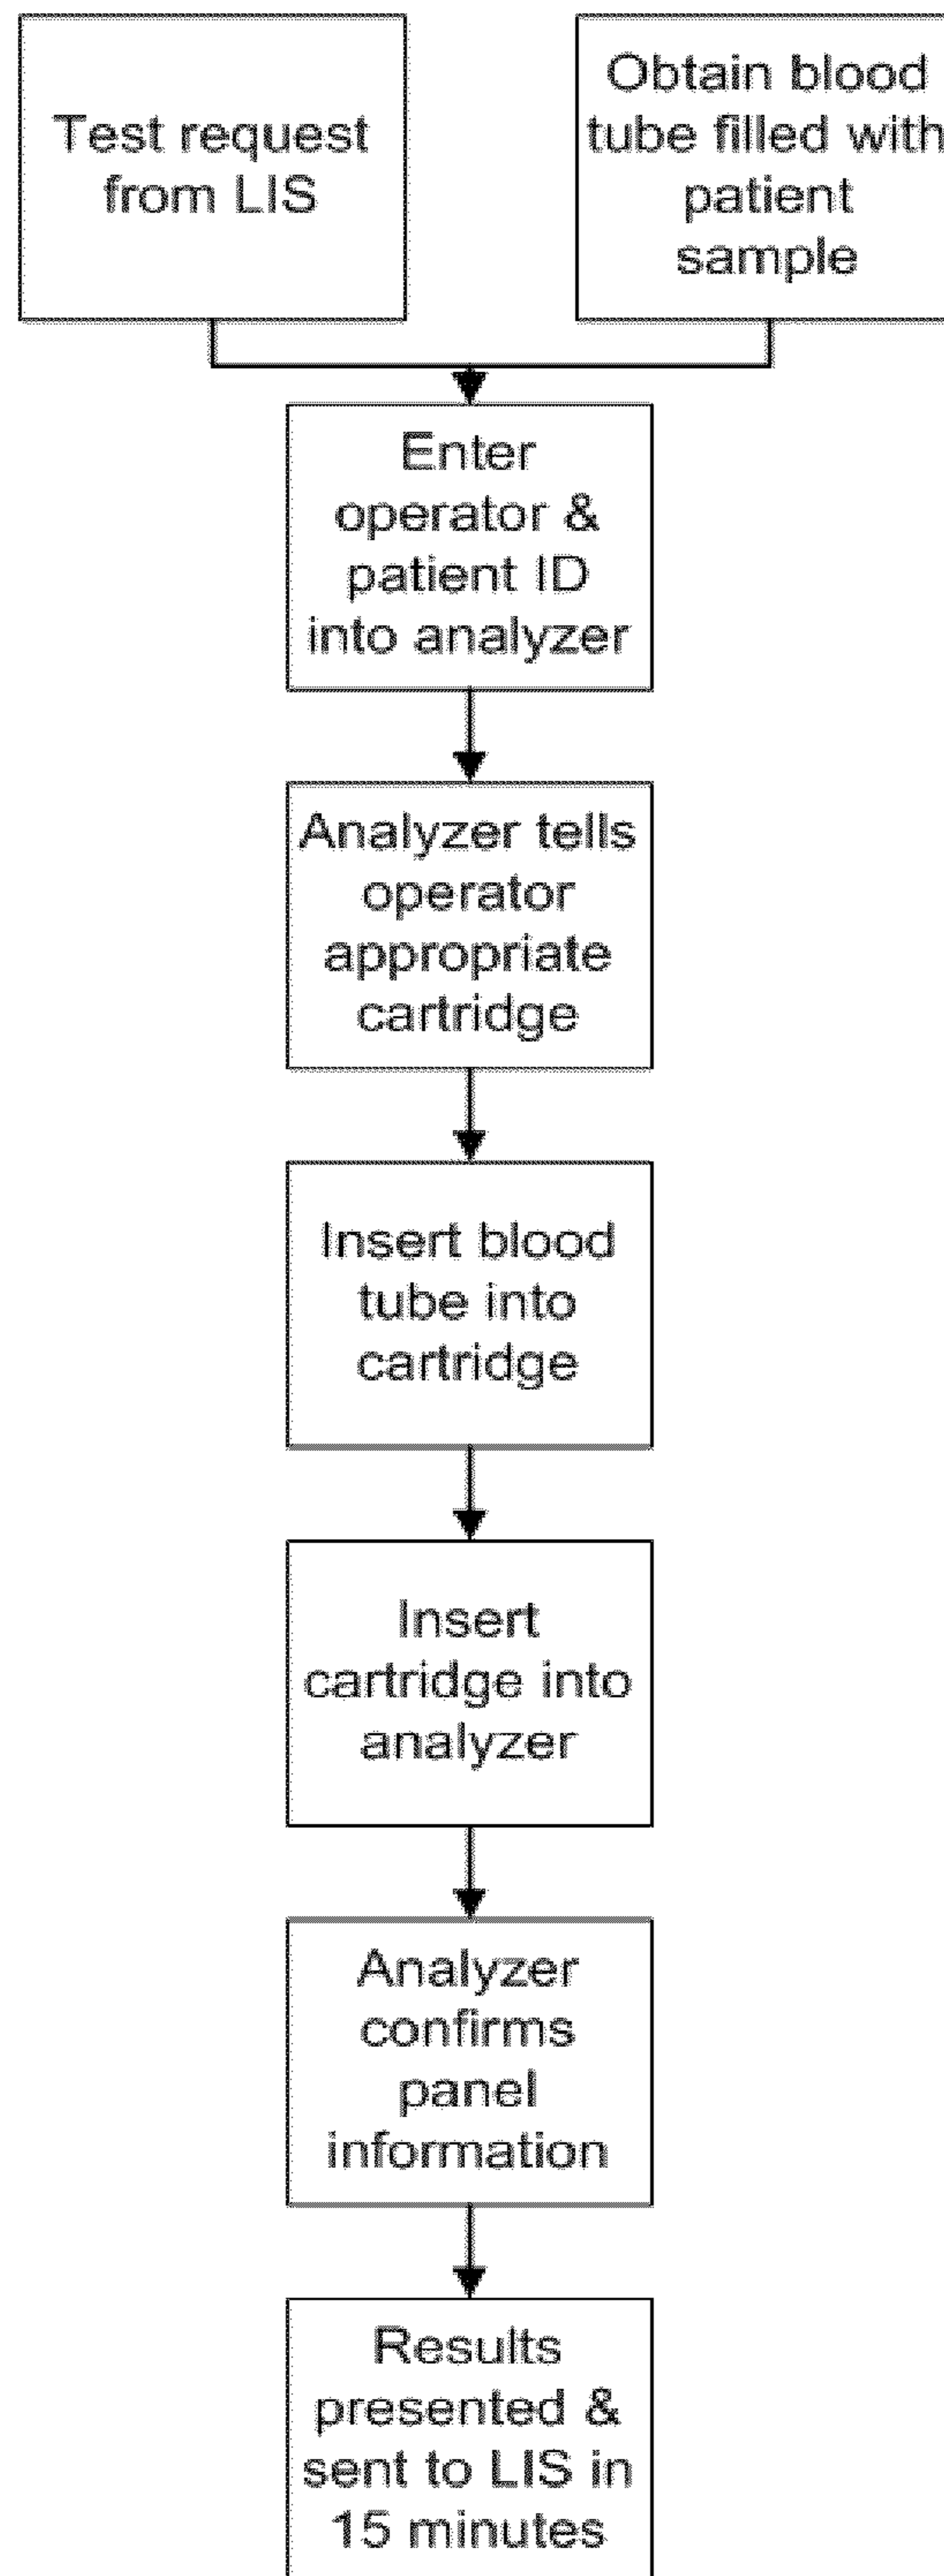 Test request
from LIS
Obtain blood
tube filled with
patient
sample
Enter
operator &
patient ID
into analyzer
Analyzer tells
operator
appropriate
cartridge
Insert blood
tube into
cartridge
Insert
cartridge into
analyzer
Analyzer
confirms
panel
information
Results
presented &
sent to LIS in
15 minutes